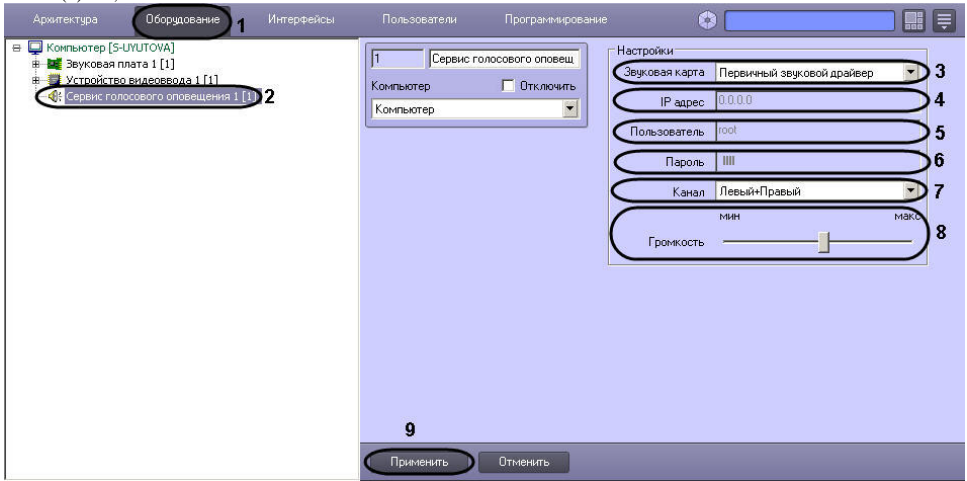 Архитектура Оборудование 1 Интерфейсы Пользователи Программирование
Компьютер [S-UYUTOVA]
Звуковая плата 1 [1]
Устройство видеоввода 1 [1]
Сервис голосового оповещения 1 [1] 2
1 Сервис голосового оповещ
Компьютер Отключить
Компьютер
Настройки
Звуковая карта Первичный звуковой драйвер 3
IP адрес 0.0.0.0 4
Пользователь root 5
Пароль 6
Канал Левый+Правый 7
мин макс
Громкость 8
9
Применить Отменить